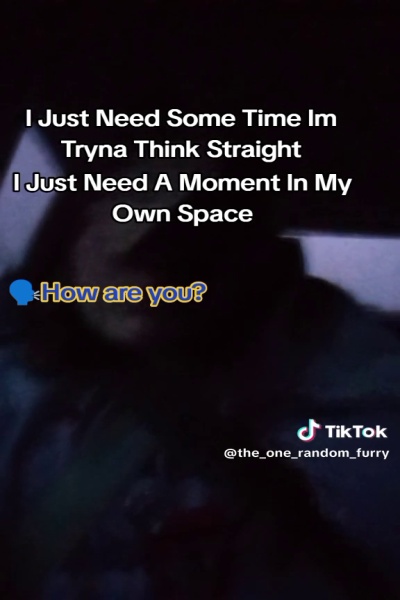 I Just Need Some Time Im
Tryna Think Straight
I Just Need A Moment In My
Own Space
🗣️How are you?
TikTok
@the_one_random_furry